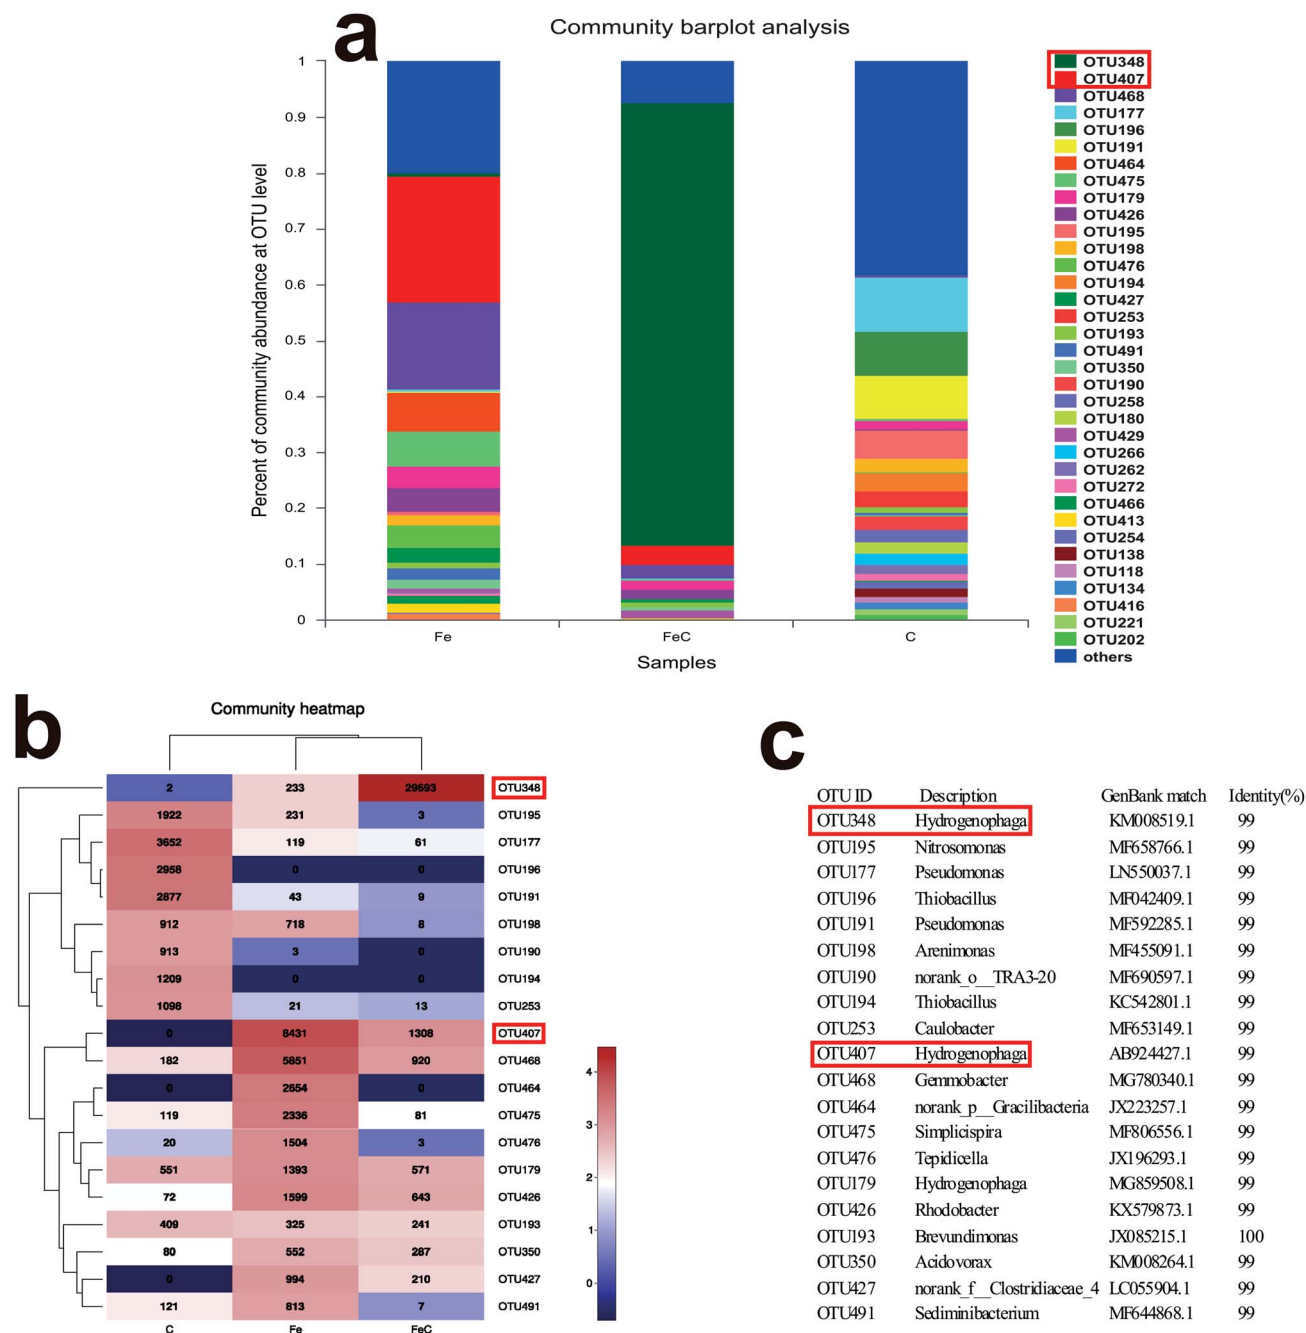 a
Community barplot analysis
Percent of community abundance at OTU level
1
0.9
0.8
0.7
0.6
0.5
0.4
0.3
0.2
0.1
0
Fe FeC C
Samples
OTU348
OTU407
OTU468
OTU177
OTU196
OTU191
OTU464
OTU475
OTU179
OTU426
OTU195
OTU198
OTU476
OTU194
OTU427
OTU253
OTU193
OTU491
OTU350
OTU190
OTU258
OTU180
OTU429
OTU266
OTU262
OTU272
OTU466
OTU413
OTU254
OTU138
OTU118
OTU134
OTU416
OTU221
OTU202
others
b
Community heatmap
2 233 29693 OTU348
1922 231 3 OTU195
3652 119 61 OTU177
2958 0 0 OTU196
2877 43 9 OTU191
912 718 8 OTU198
913 3 0 OTU190
1209 0 0 OTU194
1098 21 13 OTU253
0 8431 1308 OTU407
182 5851 920 OTU468
0 2654 0 OTU464
119 2336 81 OTU475
20 1504 3 OTU476
551 1393 571 OTU179
72 1599 643 OTU426
409 325 241 OTU193
80 552 287 OTU350
0 994 210 OTU427
121 813 7 OTU491
C Fe FeC
4
3
2
1
0
c
OTU ID Description GenBank match Identity(%)
OTU348 Hydrogenophaga KM008519.1 99
OTU195 Nitrosomonas MF658766.1 99
OTU177 Pseudomonas LN550037.1 99
OTU196 Thiobacillus MF042409.1 99
OTU191 Pseudomonas MF592285.1 99
OTU198 Arenimonas MF455091.1 99
OTU190 norank_o__TRA3-20 MF690597.1 99
OTU194 Thiobacillus KC542801.1 99
OTU253 Caulobacter MF653149.1 99
OTU407 Hydrogenophaga AB924427.1 99
OTU468 Gemmobacter MG780340.1 99
OTU464 norank_p__Gracilibacteria JX223257.1 99
OTU475 Simplicispira MF806556.1 99
OTU476 Tepidicella JX196293.1 99
OTU179 Hydrogenophaga MG859508.1 99
OTU426 Rhodobacter KX579873.1 99
OTU193 Brevundimonas JX085215.1 100
OTU350 Acidovorax KM008264.1 99
OTU427 norank_f__Clostridiaceae_4 LC055904.1 99
OTU491 Sediminibacterium MF644868.1 99